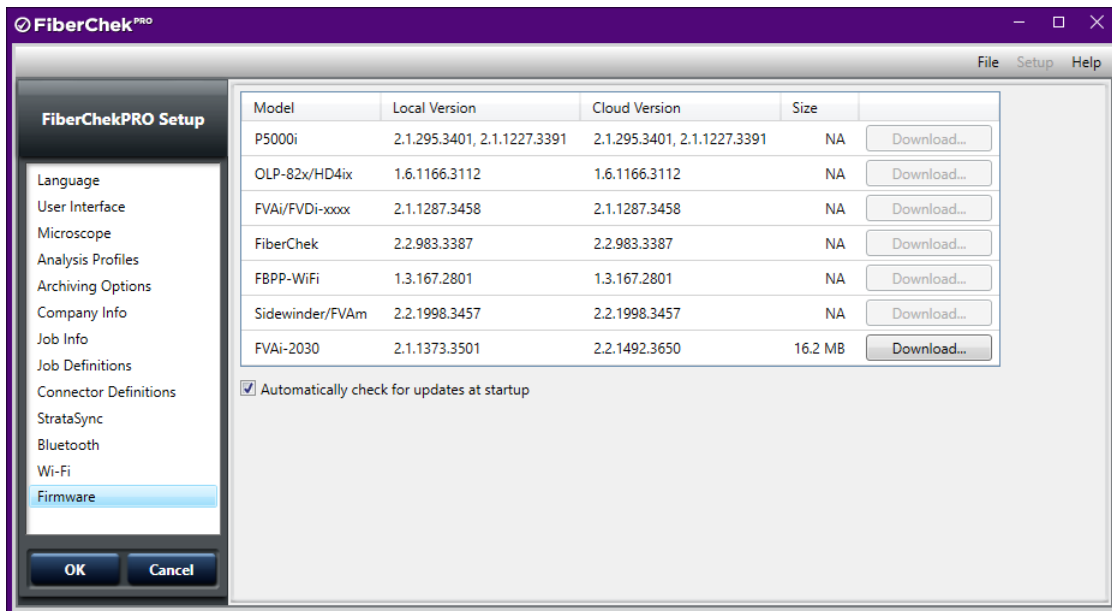 FiberChek PRO
File Setup Help
FiberChekPRO Setup
Language
User Interface
Microscope
Analysis Profiles
Archiving Options
Company Info
Job Info
Job Definitions
Connector Definitions
StrataSync
Bluetooth
Wi-Fi
Firmware
OK Cancel
Model Local Version Cloud Version Size
P5000i 2.1.295.3401, 2.1.1227.3391 2.1.295.3401, 2.1.1227.3391 NA Download...
OLP-82x/HD4ix 1.6.1166.3112 1.6.1166.3112 NA Download...
FVAi/FVDi-xxxx 2.1.1287.3458 2.1.1287.3458 NA Download...
FiberChek 2.2.983.3387 2.2.983.3387 NA Download...
FBPP-WiFi 1.3.167.2801 1.3.167.2801 NA Download...
Sidewinder/FVAm 2.2.1998.3457 2.2.1998.3457 NA Download...
FVAi-2030 2.1.1373.3501 2.2.1492.3650 16.2 MB Download...
Automatically check for updates at startup